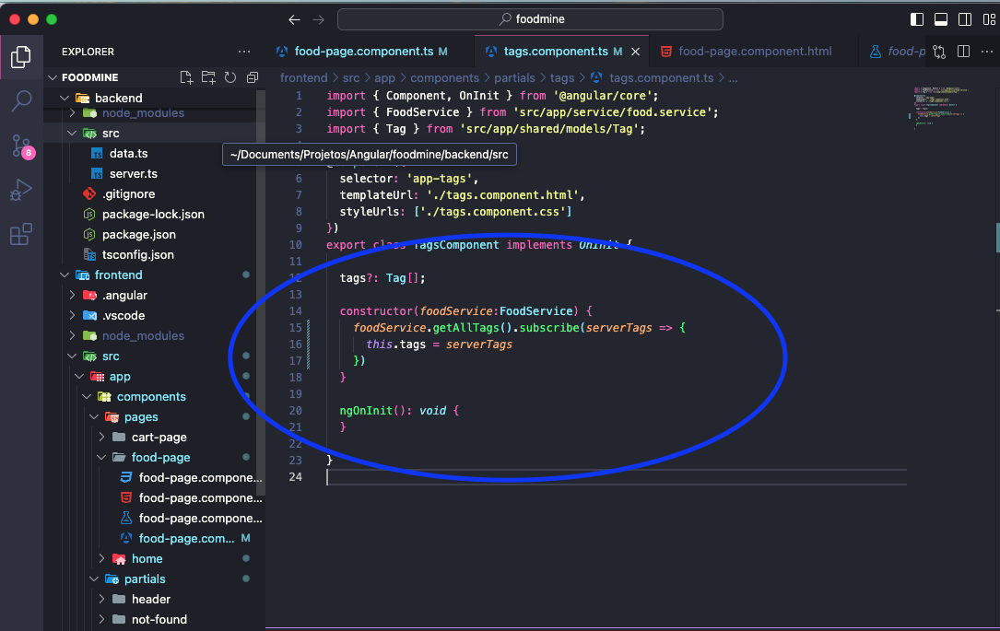 foodmine
EXPLORER
FOODMINE
backend
node_modules
src
data.ts
server.ts
.gitignore
package-lock.json
package.json
tsconfig.json
frontend
.angular
.vscode
node_modules
src
app
components
pages
cart-page
food-page
food-page.compone...
food-page.compone...
food-page.compone...
food-page.com... M
home
partials
header
not-found
8
food-page.component.ts M
tags.component.ts M
food-page.component.html
food-p
frontend > src > app > components > partials > tags > tags.component.ts > ...
1 import { Component, OnInit } from '@angular/core';
2 import { FoodService } from 'src/app/service/food.service';
3 import { Tag } from 'src/app/shared/models/Tag';
~/Documents/Projetos/Angular/foodmine/backend/src
6 selector: 'app-tags',
7 templateUrl: './tags.component.html',
8 styleUrls: ['./tags.component.css']
9 })
10 export class TagsComponent implements OnInit {
11
12 tags?: Tag[];
13
14 constructor(foodService:FoodService) {
15 foodService.getAllTags().subscribe(serverTags => {
16 this.tags = serverTags
17 })
18 }
19
20 ngOnInit(): void {
21 }
22
23 }
24